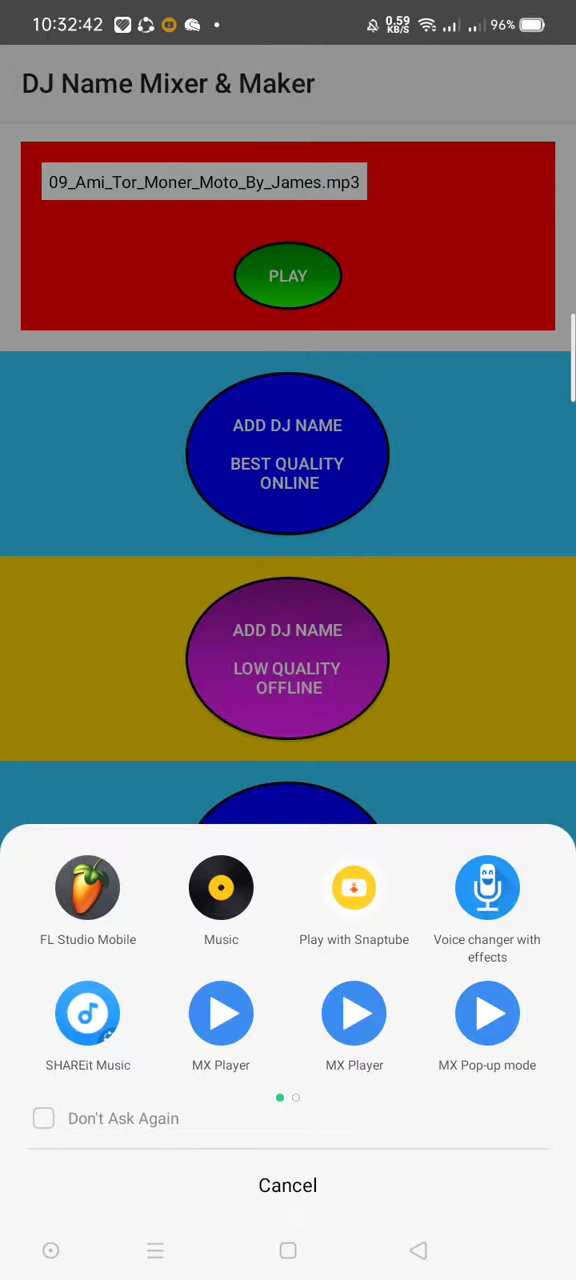 10:32:42
0.59
KB/S
96%
DJ Name Mixer & Maker
09_Ami_Tor_Moner_Moto_By_James.mp3
PLAY
ADD DJ NAME
BEST QUALITY
ONLINE
ADD DJ NAME
LOW QUALITY
OFFLINE
FL Studio Mobile
Music
Play with Snaptube
Voice changer with
effects
SHAREit Music
MX Player
MX Player
MX Pop-up mode
Don't Ask Again
Cancel